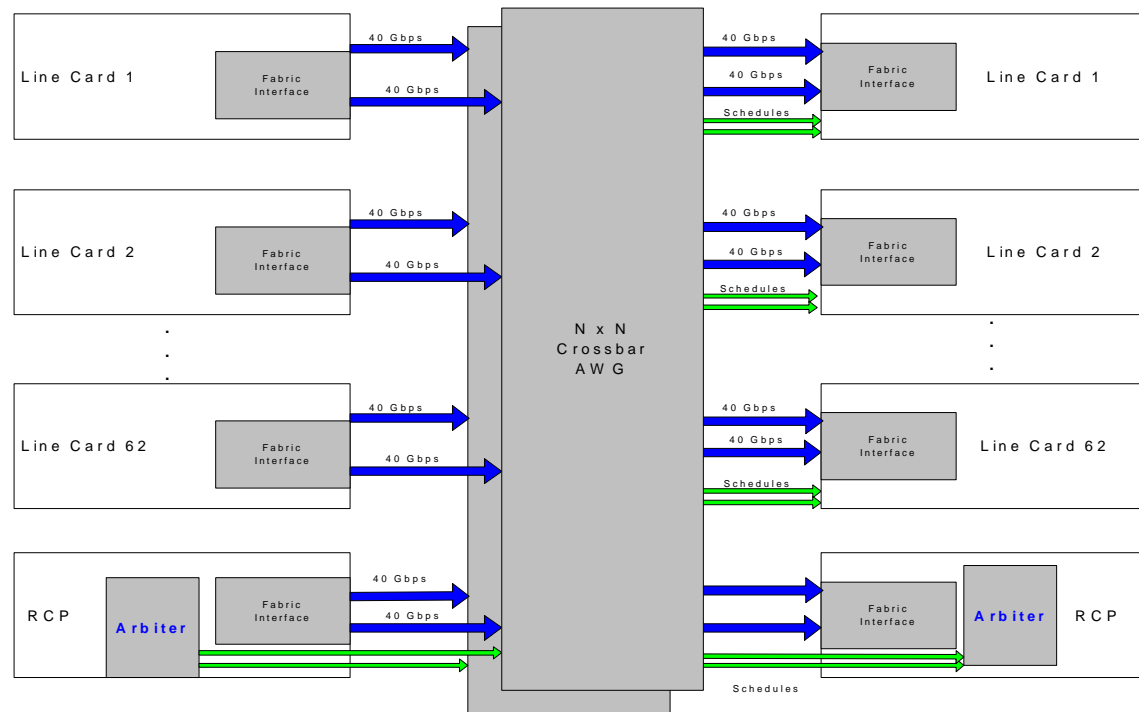 Line Card 1
Fabric
Interface
40 Gbps
40 Gbps
Line Card 2
Fabric
Interface
40 Gbps
40 Gbps
.
.
.
Line Card 62
Fabric
Interface
40 Gbps
40 Gbps
RCP
Arbiter
Fabric
Interface
40 Gbps
40 Gbps
N x N
Crossbar
AWG
40 Gbps
40 Gbps
Schedules
Fabric
Interface
Line Card 1
40 Gbps
40 Gbps
Schedules
Fabric
Interface
Line Card 2
.
.
.
40 Gbps
40 Gbps
Schedules
Fabric
Interface
Line Card 62
Fabric
Interface
Arbiter
RCP
Schedules